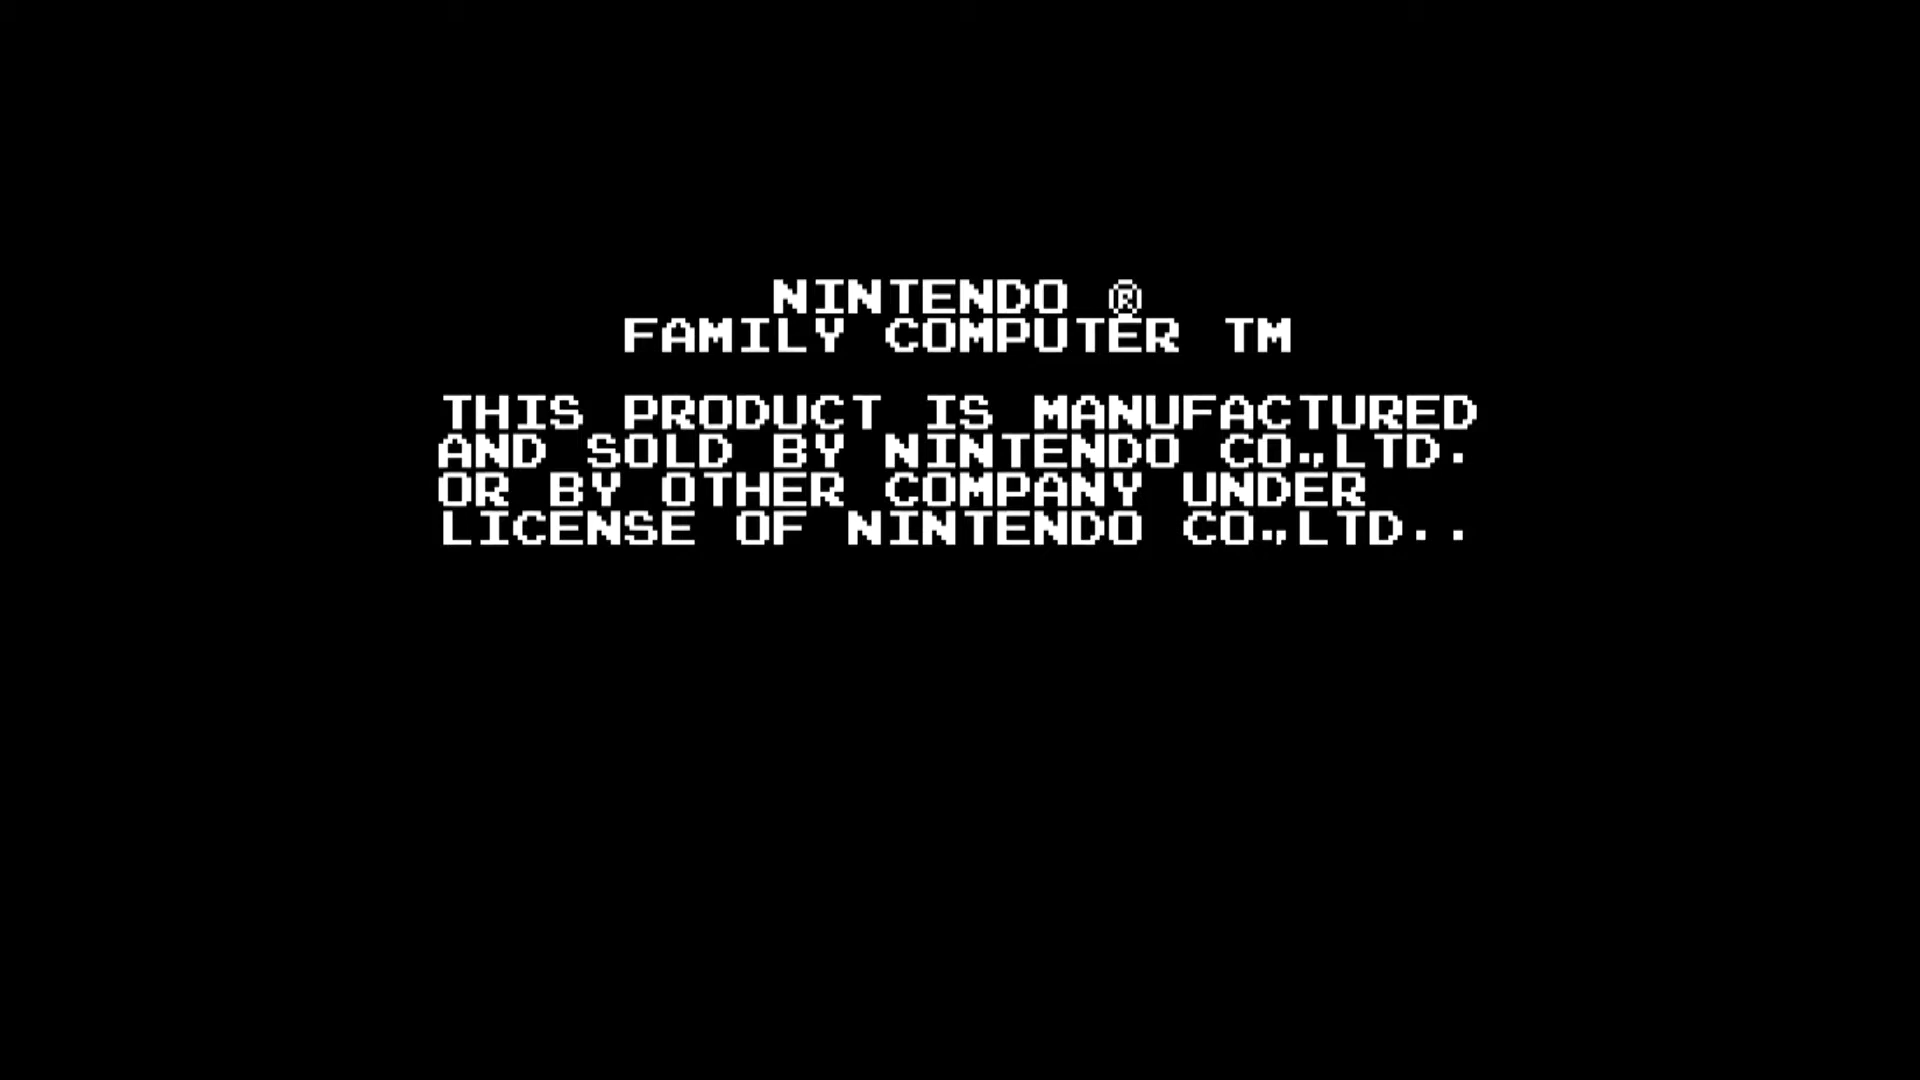 NINTENDO ®
FAMILY COMPUTER TM
THIS PRODUCT IS MANUFACTURED
AND SOLD BY NINTENDO CO.,LTD.
OR BY OTHER COMPANY UNDER
LICENSE OF NINTENDO CO.,LTD..